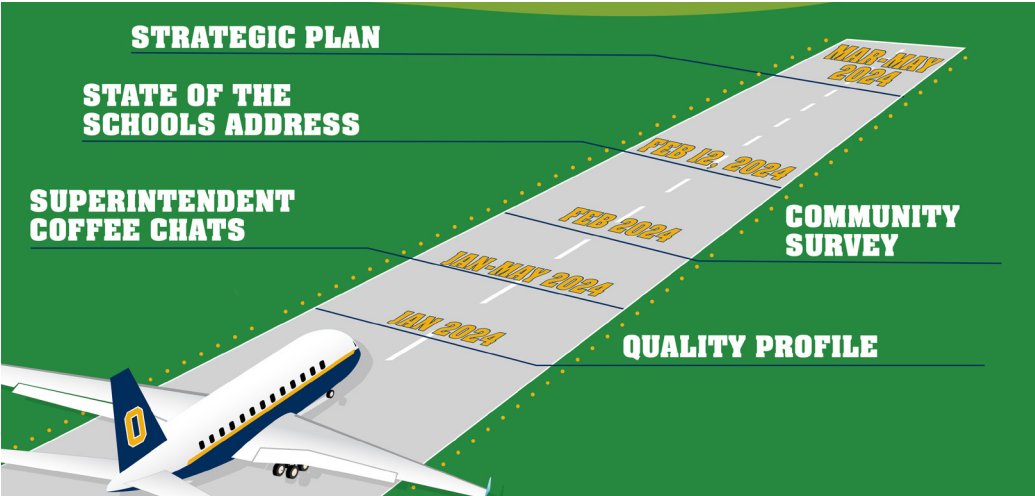 STRATEGIC PLAN
MAR-MAY
2024
STATE OF THE
SCHOOLS ADDRESS
FEB 12, 2024
SUPERINTENDENT
COFFEE CHATS
FEB 2024
COMMUNITY
SURVEY
JAN-MAY 2024
JAN 2024
QUALITY PROFILE
O